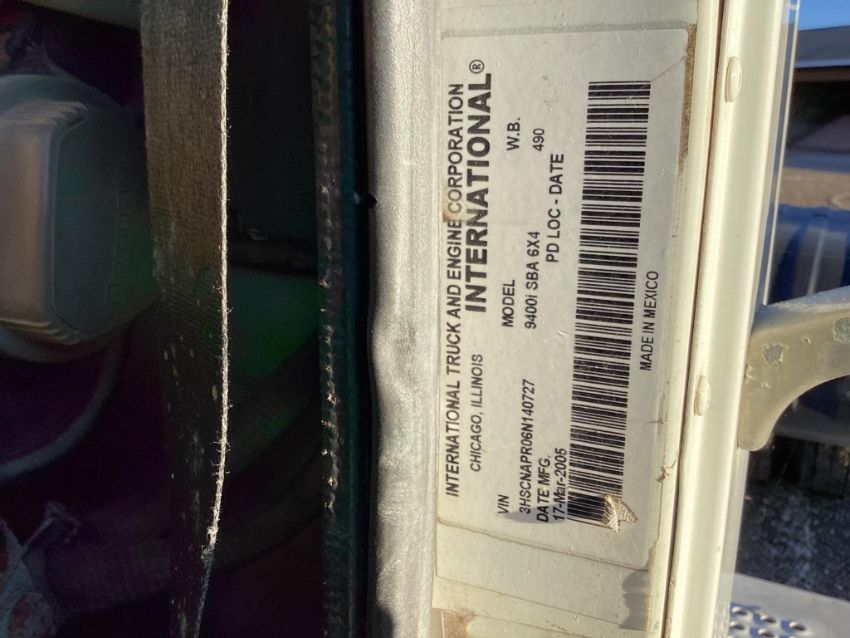 INTERNATIONAL TRUCK AND ENGINE CORPORATION
CHICAGO, ILLINOIS INTERNATIONAL®
VIN MODEL W.B.
3HSCNAPR06N140727 9400i SBA 6X4 490
DATE MFG. PD LOC - DATE
17-Mar-2005
MADE IN MEXICO